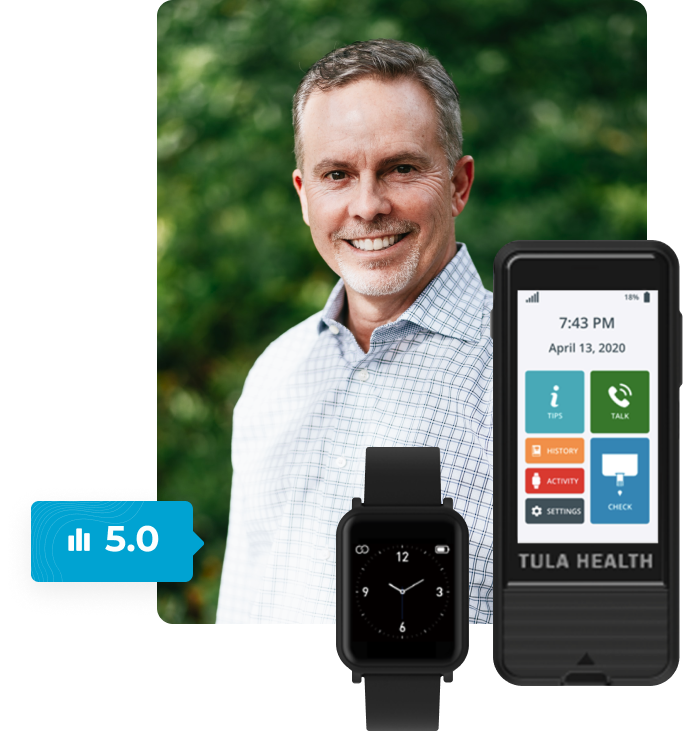 18%
7:43 PM
April 13, 2020
i
TIPS
TALK
HISTORY
ACTIVITY
SETTINGS
CHECK
TULA HEALTH
5.0
12
9
3
6